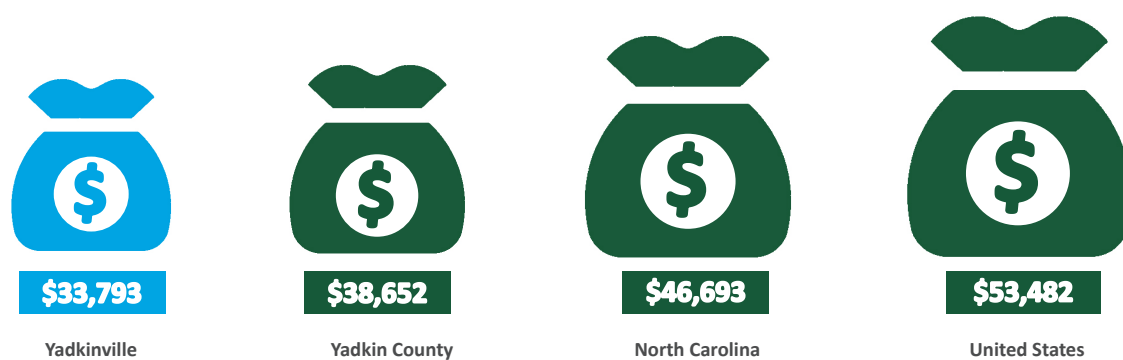 $ $ $ $
$33,793 $38,652 $46,693 $53,482
Yadkinville Yadkin County North Carolina United States